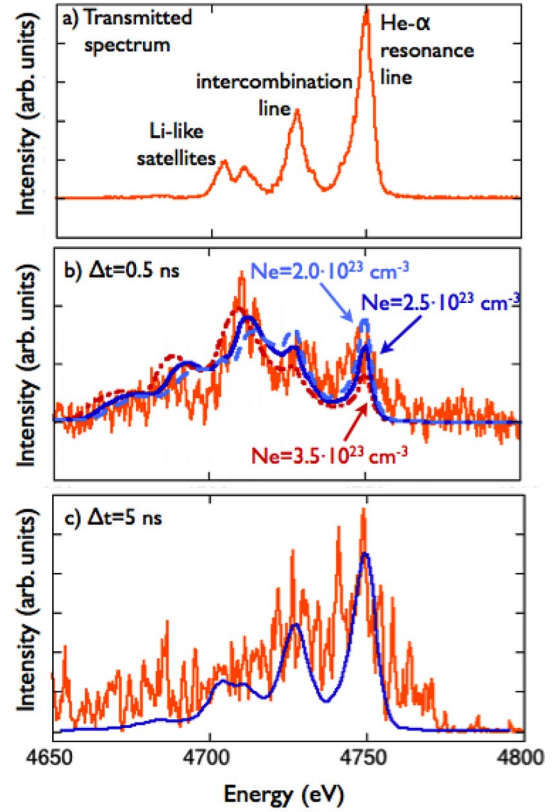 a) Transmitted
spectrum
He-α
resonance
line
intercombination
line
Li-like
satellites
Intensity (arb. units)
b) Δt=0.5 ns
Ne=2.0·10²³ cm⁻³
Ne=2.5·10²³ cm⁻³
Ne=3.5·10²³ cm⁻³
Intensity (arb. units)
c) Δt=5 ns
Intensity (arb. units)
4650 4700 4750 4800
Energy (eV)